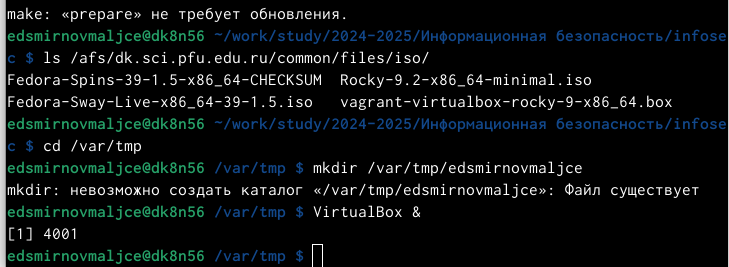 make: «prepare» не требует обновления.
edsmirnovmaljce@dk8n56 ~/work/study/2024-2025/Информационная безопасность/infose
c $ ls /afs/dk.sci.pfu.edu.ru/common/files/iso/
Fedora-Spins-39-1.5-x86_64-CHECKSUM  Rocky-9.2-x86_64-minimal.iso
Fedora-Sway-Live-x86_64-39-1.5.iso   vagrant-virtualbox-rocky-9-x86_64.box
edsmirnovmaljce@dk8n56 ~/work/study/2024-2025/Информационная безопасность/infose
c $ cd /var/tmp
edsmirnovmaljce@dk8n56 /var/tmp $ mkdir /var/tmp/edsmirnovmaljce
mkdir: невозможно создать каталог «/var/tmp/edsmirnovmaljce»: Файл существует
edsmirnovmaljce@dk8n56 /var/tmp $ VirtualBox &
[1] 4001
edsmirnovmaljce@dk8n56 /var/tmp $